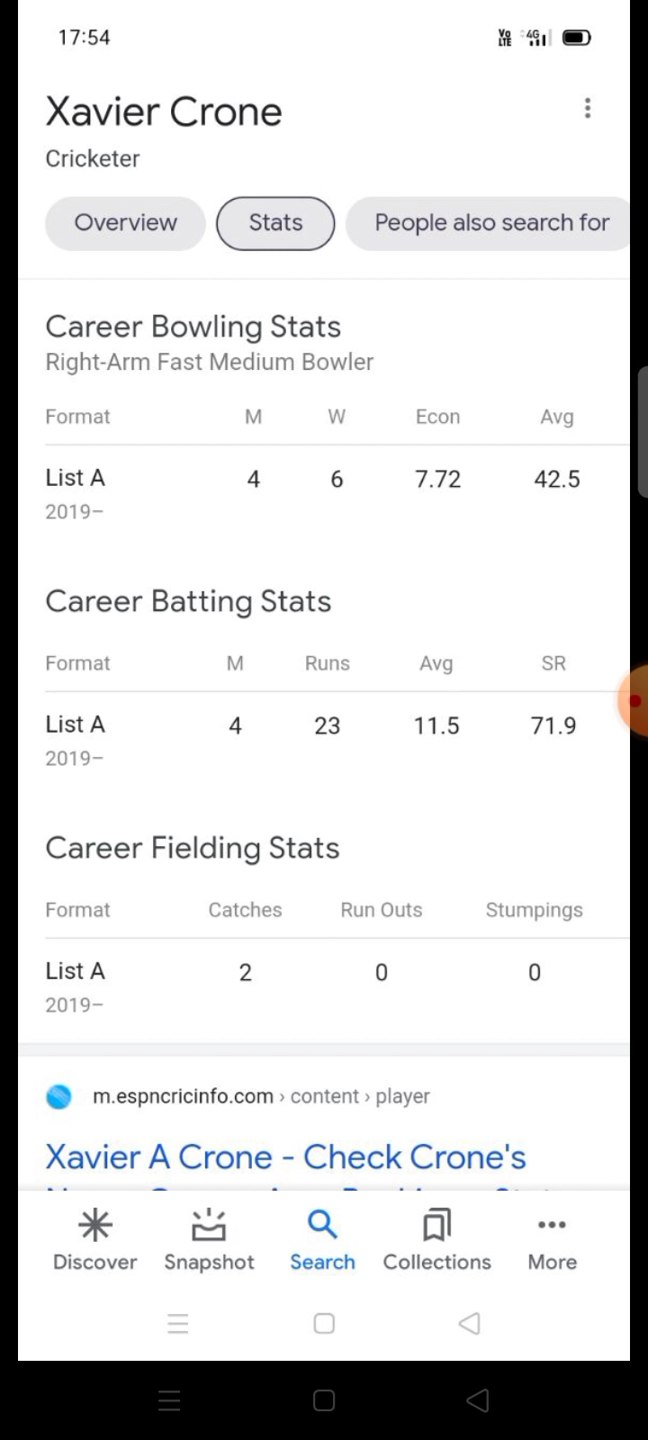 17:54 Vo LTE 4G
Xavier Crone
Cricketer
Overview Stats People also search for
Career Bowling Stats
Right-Arm Fast Medium Bowler
Format M W Econ Avg
List A 4 6 7.72 42.5
2019–
Career Batting Stats
Format M Runs Avg SR
List A 4 23 11.5 71.9
2019–
Career Fielding Stats
Format Catches Run Outs Stumpings
List A 2 0 0
2019–
m.espncricinfo.com › content › player
Xavier A Crone - Check Crone's
Discover Snapshot Search Collections More